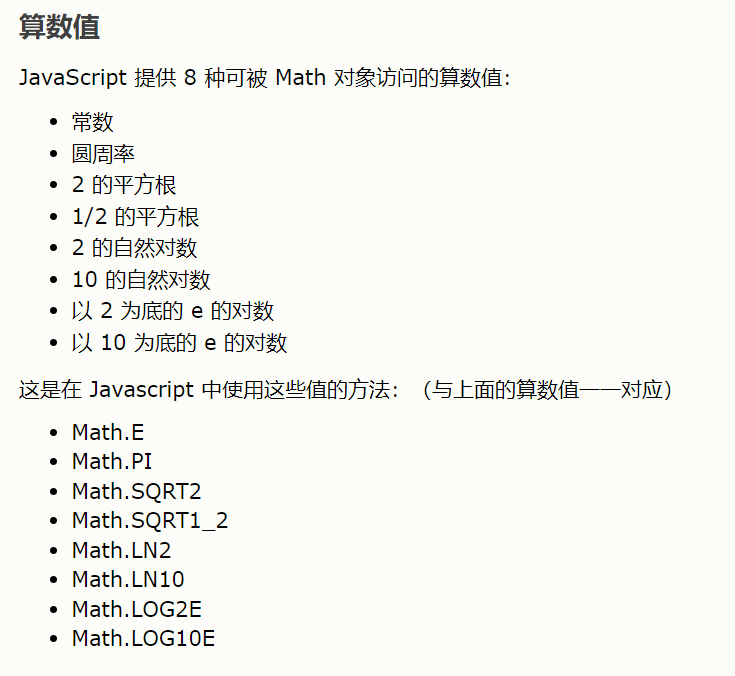 算数值
JavaScript 提供 8 种可被 Math 对象访问的算数值：
• 常数
• 圆周率
• 2 的平方根
• 1/2 的平方根
• 2 的自然对数
• 10 的自然对数
• 以 2 为底的 e 的对数
• 以 10 为底的 e 的对数
这是在 Javascript 中使用这些值的方法：（与上面的算数值一一对应）
• Math.E
• Math.PI
• Math.SQRT2
• Math.SQRT1_2
• Math.LN2
• Math.LN10
• Math.LOG2E
• Math.LOG10E